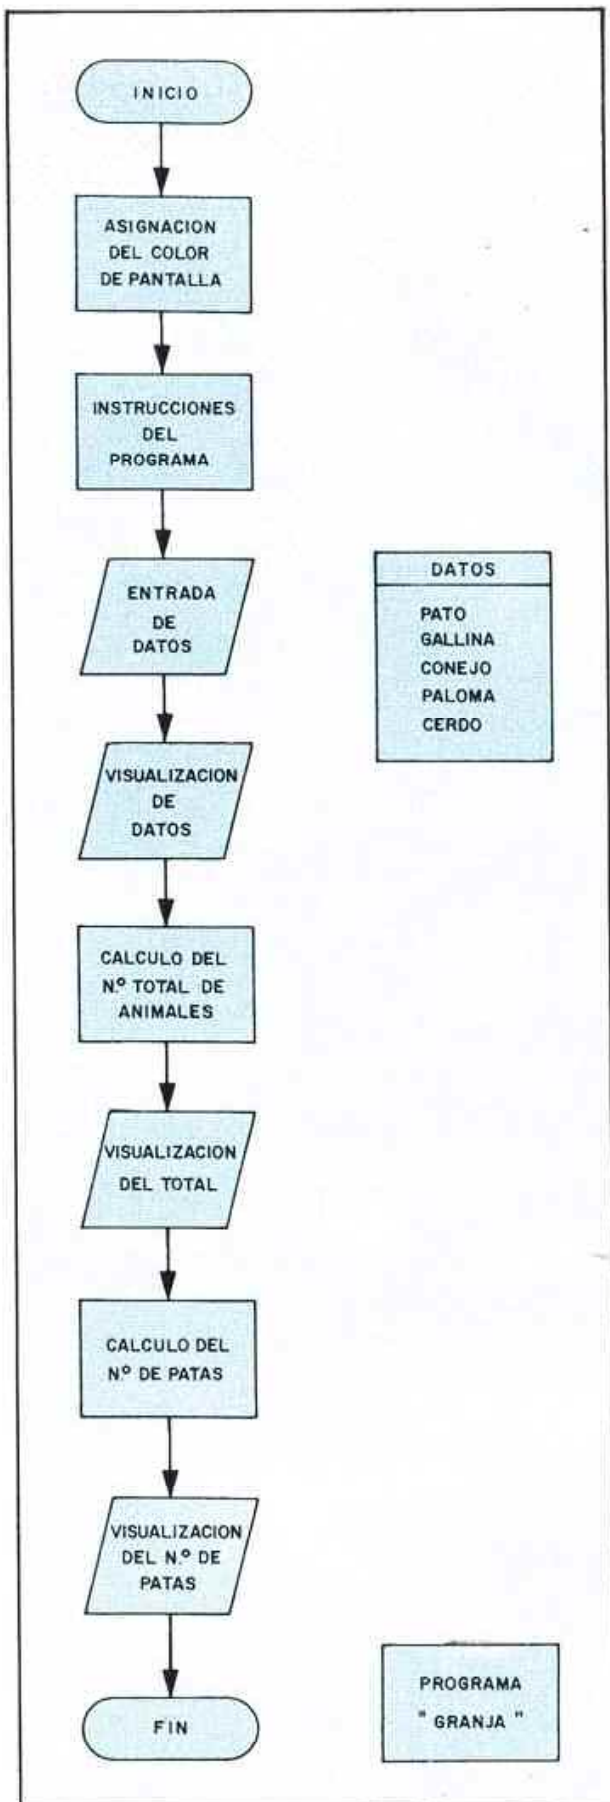 INICIO
ASIGNACION
DEL COLOR
DE PANTALLA
INSTRUCCIONES
DEL
PROGRAMA
ENTRADA
DE
DATOS
DATOS
PATO
GALLINA
CONEJO
PALOMA
CERDO
VISUALIZACION
DE
DATOS
CALCULO DEL
N.º TOTAL DE
ANIMALES
VISUALIZACION
DEL TOTAL
CALCULO DEL
N.º DE PATAS
VISUALIZACION
DEL N.º DE
PATAS
FIN
PROGRAMA
" GRANJA "